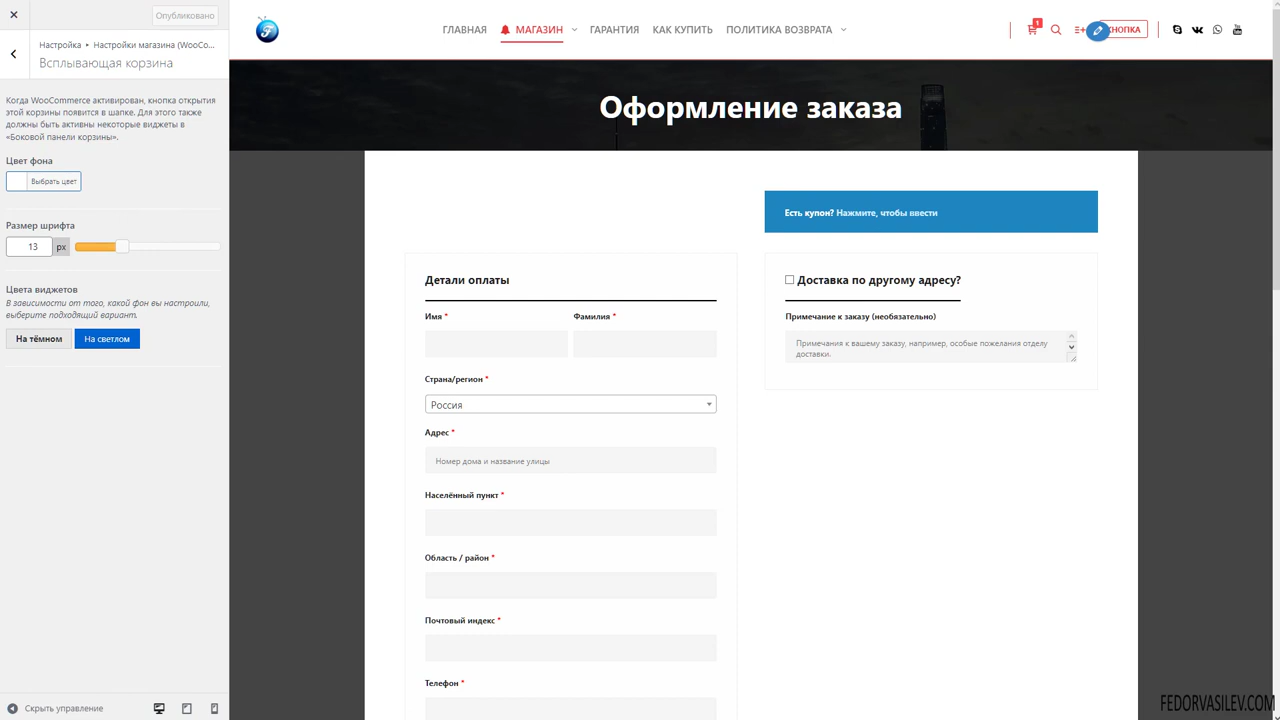 Опубликовано
Настройка ▸ Настройки магазина (WooCo...
Всплывающая корзина
Когда WooCommerce активирован, кнопка открытия
этой корзины появится в шапке. Для этого также
должны быть активны некоторые виджеты в
«Боковой панели корзины».
Цвет фона
Выбрать цвет
Размер шрифта
13 px
Цвета виджетов
В зависимости от того, какой фон вы настроили,
выберите подходящий вариант.
На тёмном На светлом
Скрыть управление
ГЛАВНАЯ МАГАЗИН ГАРАНТИЯ КАК КУПИТЬ ПОЛИТИКА ВОЗВРАТА 1 КНОПКА
Оформление заказа
Есть купон? Нажмите, чтобы ввести
Детали оплаты
Имя *
Фамилия *
Страна/регион *
Россия
Адрес *
Номер дома и название улицы
Населённый пункт *
Область / район *
Почтовый индекс *
Телефон *
Доставка по другому адресу?
Примечание к заказу (необязательно)
Примечания к вашему заказу, например, особые пожелания отделу
доставки.
FEDORVASILEV.COM